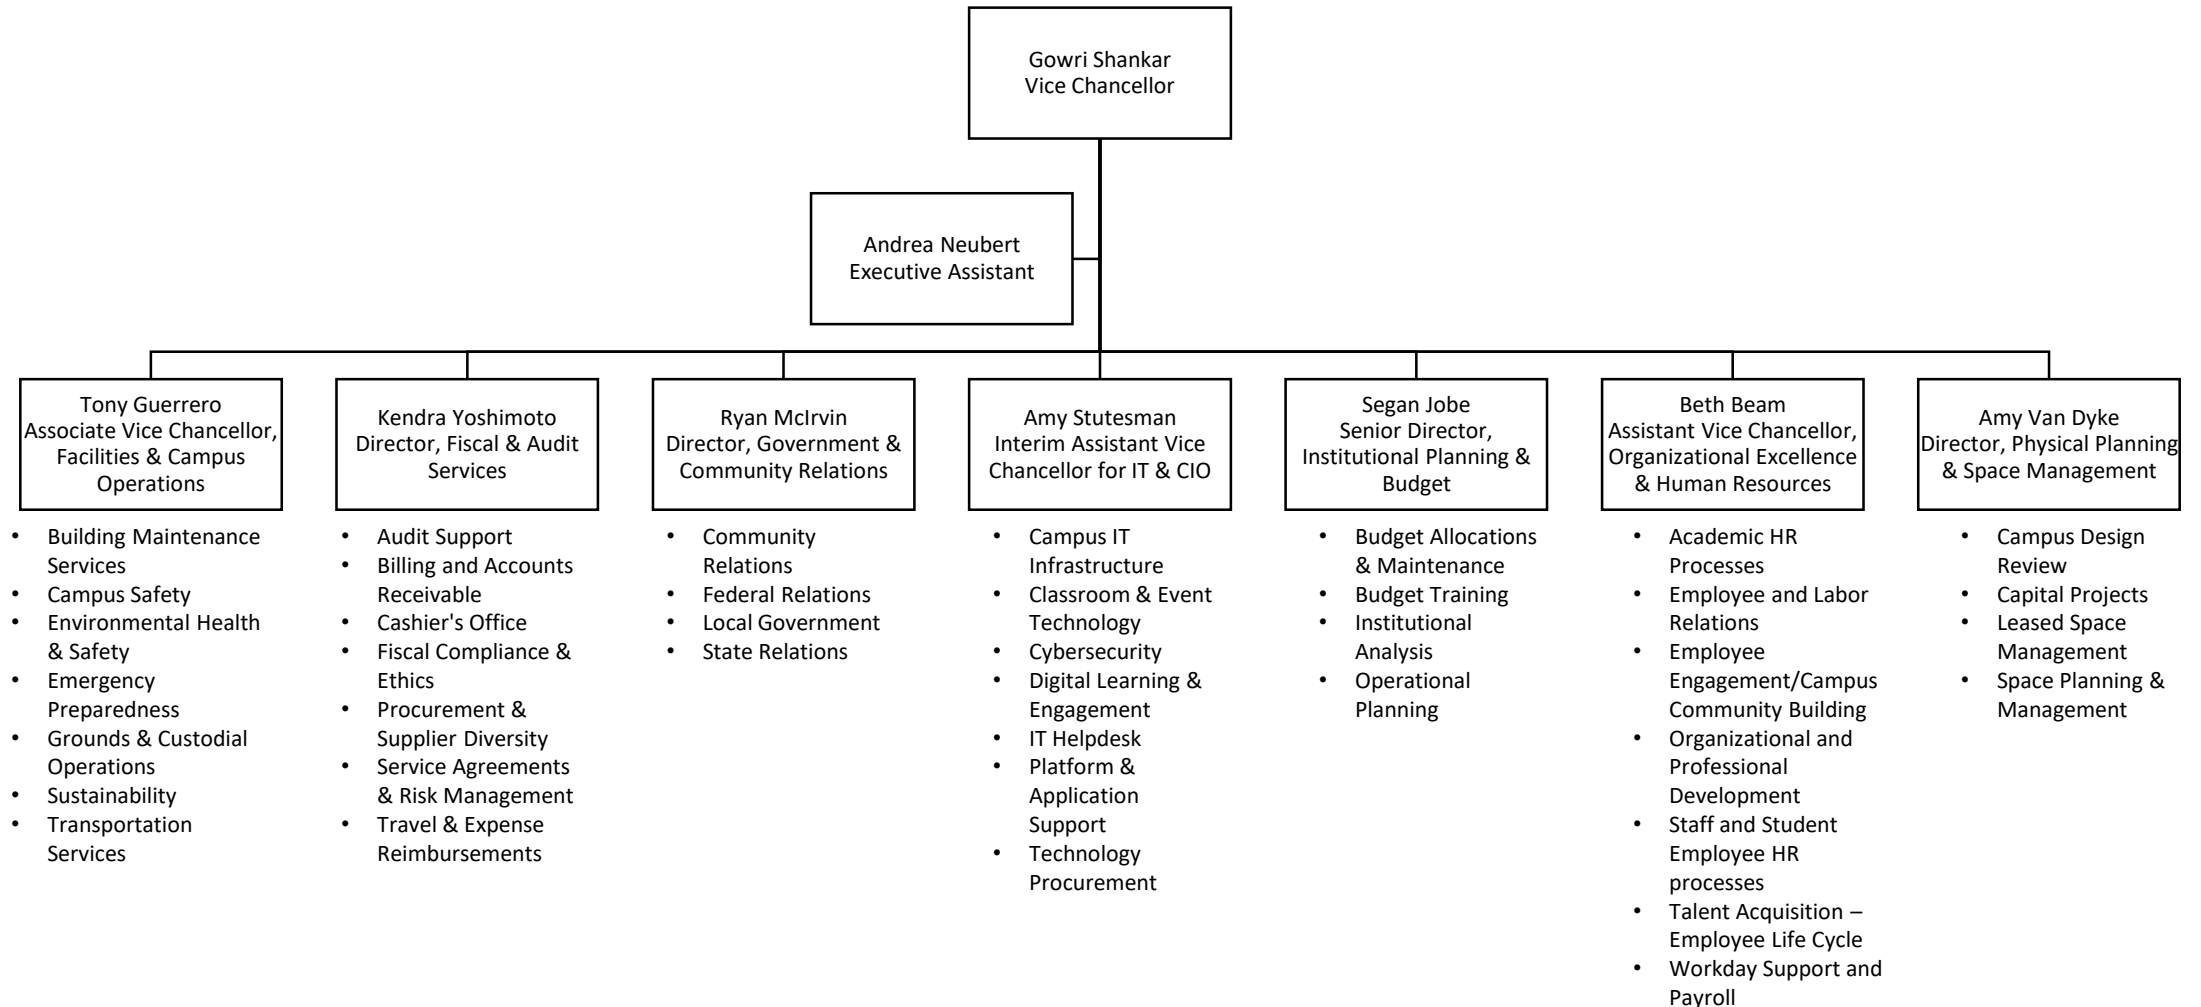 Gowri Shankar
Vice Chancellor
Andrea Neubert
Executive Assistant
Tony Guerrero
Associate Vice Chancellor,
Facilities & Campus
Operations
• Building Maintenance
Services
• Campus Safety
• Environmental Health
& Safety
• Emergency
Preparedness
• Grounds & Custodial
Operations
• Sustainability
• Transportation
Services
Kendra Yoshimoto
Director, Fiscal & Audit
Services
• Audit Support
• Billing and Accounts
Receivable
• Cashier's Office
• Fiscal Compliance &
Ethics
• Procurement &
Supplier Diversity
• Service Agreements
& Risk Management
• Travel & Expense
Reimbursements
Ryan McIrvin
Director, Government &
Community Relations
• Community
Relations
• Federal Relations
• Local Government
• State Relations
Amy Stutesman
Interim Assistant Vice
Chancellor for IT & CIO
• Campus IT
Infrastructure
• Classroom & Event
Technology
• Cybersecurity
• Digital Learning &
Engagement
• IT Helpdesk
• Platform &
Application
Support
• Technology
Procurement
Segan Jobe
Senior Director,
Institutional Planning &
Budget
• Budget Allocations
& Maintenance
• Budget Training
• Institutional
Analysis
• Operational
Planning
Beth Beam
Assistant Vice Chancellor,
Organizational Excellence
& Human Resources
• Academic HR
Processes
• Employee and Labor
Relations
• Employee
Engagement/Campus
Community Building
• Organizational and
Professional
Development
• Staff and Student
Employee HR
processes
• Talent Acquisition –
Employee Life Cycle
• Workday Support and
Payroll
Amy Van Dyke
Director, Physical Planning
& Space Management
• Campus Design
Review
• Capital Projects
• Leased Space
Management
• Space Planning &
Management